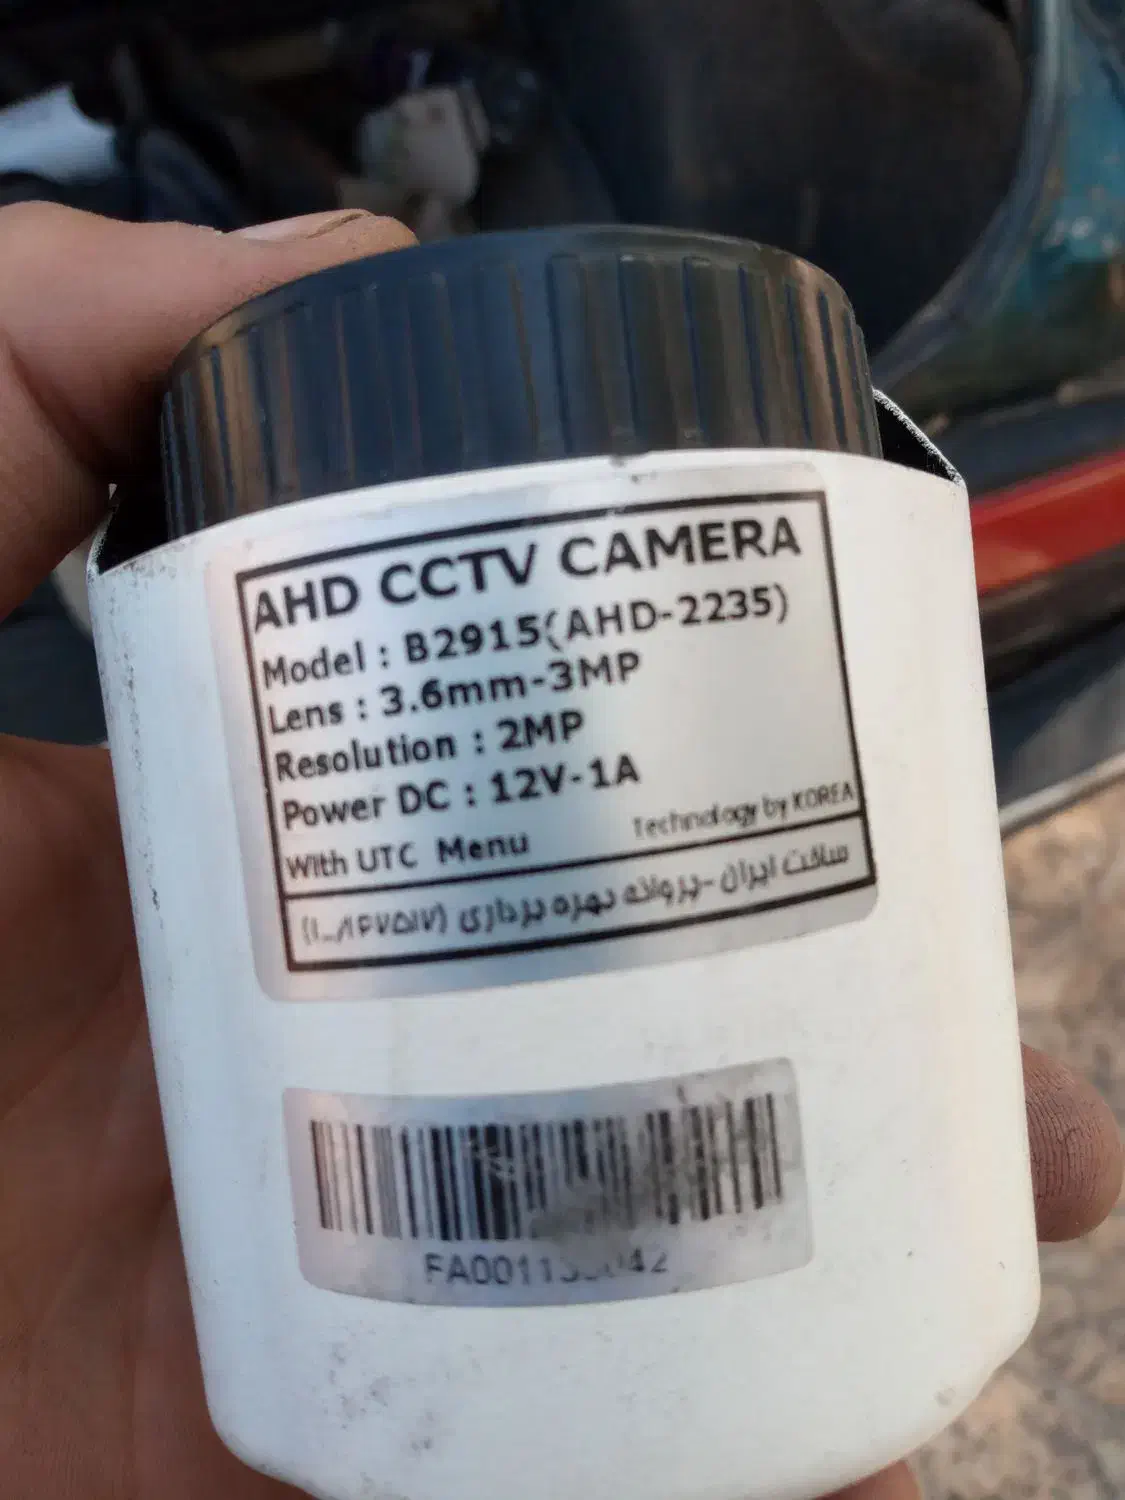 AHD CCTV CAMERA
Model : B2915(AHD-2235)
Lens : 3.6mm-3MP
Resolution : 2MP
Power DC : 12V-1A
With UTC Menu
Technology by KOREA
ساخت ایران-پروانه بهره برداری